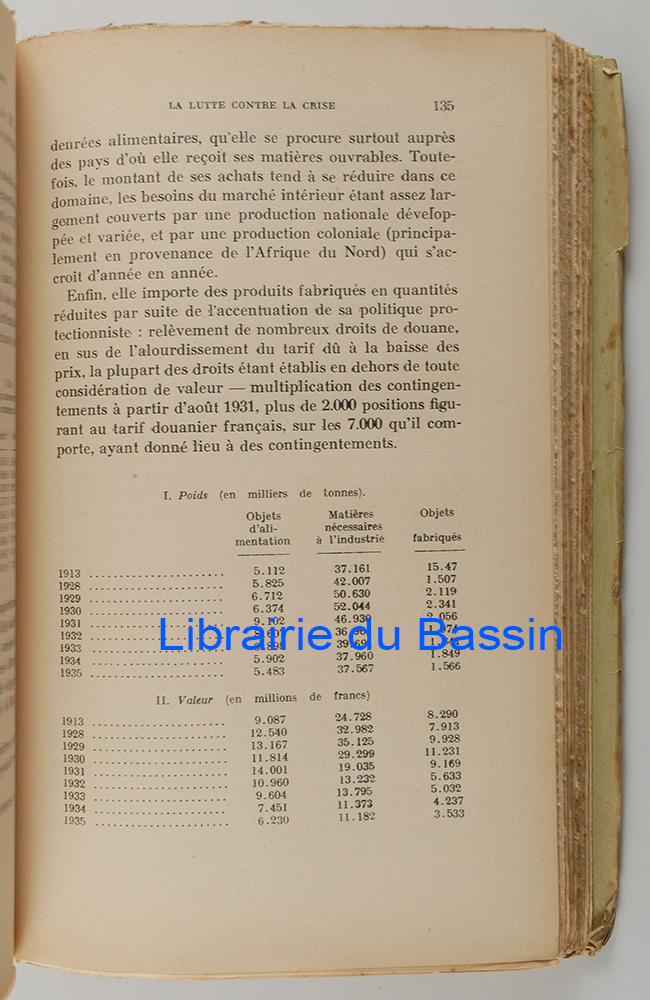 LA LUTTE CONTRE LA CRISE 135
denrées alimentaires, qu'elle se procure surtout auprès
des pays d'où elle reçoit ses matières ouvrables. Toute-
fois, le montant de ses achats tend à se réduire dans ce
domaine, les besoins du marché intérieur étant assez lar-
gement couverts par une production nationale dévelop-
pée et variée, et par une production coloniale (principa-
lement en provenance de l'Afrique du Nord) qui s'ac-
croît d'année en année.
Enfin, elle importe des produits fabriqués en quantités
réduites par suite de l'accentuation de sa politique pro-
tectionniste : relèvement de nombreux droits de douane,
en sus de l'alourdissement du tarif dû à la baisse des
prix, la plupart des droits étant établis en dehors de toute
considération de valeur — multiplication des contingen-
tements à partir d'août 1931, plus de 2.000 positions figu-
rant au tarif douanier français, sur les 7.000 qu'il com-
porte, ayant donné lieu à des contingentements.
I. Poids (en milliers de tonnes).
Objets Matières Objets
d'ali- nécessaires
mentation à l'industrie fabriqués
1913 ........................ 5.112 37.161 15.47
1928 ........................ 5.825 42.007 1.507
1929 ........................ 6.712 50.630 2.119
1930 ........................ 6.374 52.044 2.341
1931 ........................ 9.102 46.930 2.056
1932
1933
Librairie du Bassin
1934 ........................ 5.902 37.960 1.849
1935 ........................ 5.483 37.567 1.566
II. Valeur (en millions de francs)
1913 ........................ 9.087 24.728 8.290
1928 ........................ 12.540 32.982 7.913
1929 ........................ 13.167 35.125 9.928
1930 ........................ 11.814 29.299 11.231
1931 ........................ 14.001 19.035 9.169
1932 ........................ 10.960 13.232 5.633
1933 ........................ 9.604 13.795 5.032
1934 ........................ 7.451 11.373 4.237
1935 ........................ 6.230 11.182 3.533